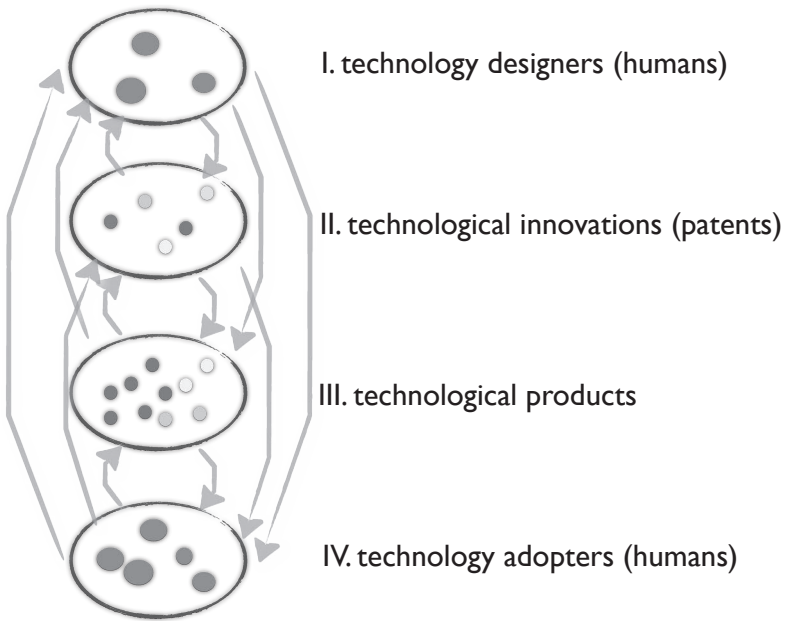 I. technology designers (humans)
II. technological innovations (patents)
III. technological products
IV. technology adopters (humans)